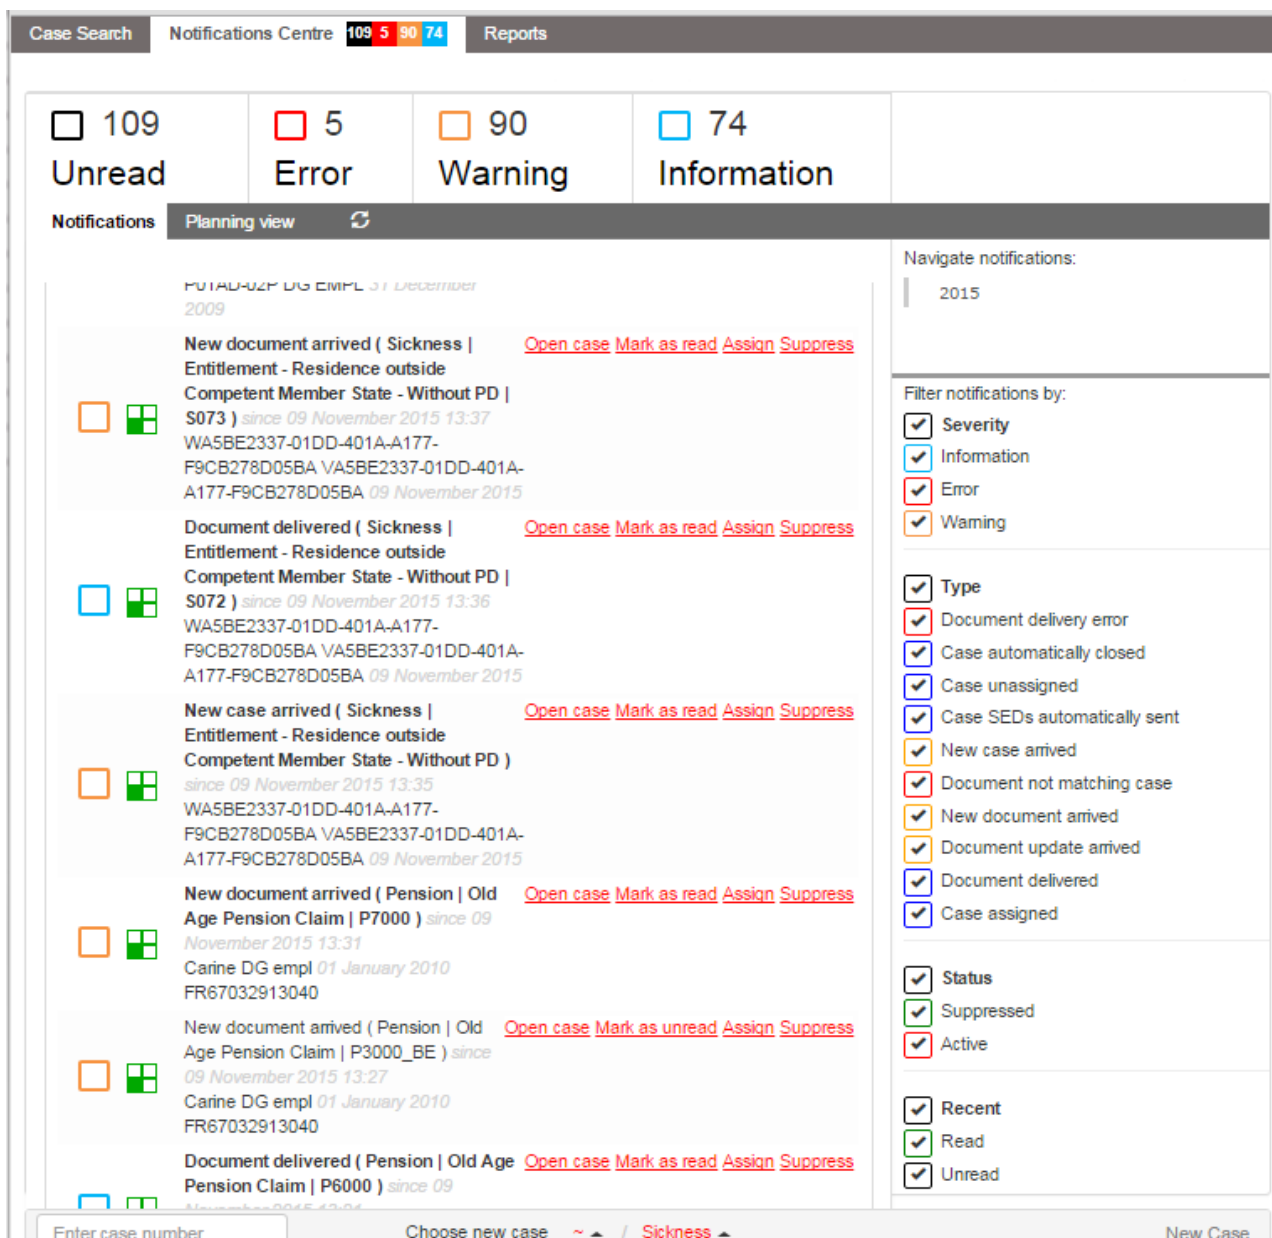 Case Search Notifications Centre 109 5 90 74 Reports
109 5 90 74
Unread Error Warning Information
Notifications Planning view
P01AD-02P DG EMPL 31 December
2009
New document arrived ( Sickness | Open case Mark as read Assign Suppress
Entitlement - Residence outside
Competent Member State - Without PD |
S073 ) since 09 November 2015 13:37
WA5BE2337-01DD-401A-A177-
F9CB278D05BA VA5BE2337-01DD-401A-
A177-F9CB278D05BA 09 November 2015
Document delivered ( Sickness | Open case Mark as read Assign Suppress
Entitlement - Residence outside
Competent Member State - Without PD |
S072 ) since 09 November 2015 13:36
WA5BE2337-01DD-401A-A177-
F9CB278D05BA VA5BE2337-01DD-401A-
A177-F9CB278D05BA 09 November 2015
New case arrived ( Sickness | Open case Mark as read Assign Suppress
Entitlement - Residence outside
Competent Member State - Without PD )
since 09 November 2015 13:35
WA5BE2337-01DD-401A-A177-
F9CB278D05BA VA5BE2337-01DD-401A-
A177-F9CB278D05BA 09 November 2015
New document arrived ( Pension | Old Open case Mark as read Assign Suppress
Age Pension Claim | P7000 ) since 09
November 2015 13:31
Carine DG empl 01 January 2010
FR67032913040
New document arrived ( Pension | Old Open case Mark as unread Assign Suppress
Age Pension Claim | P3000_BE ) since
09 November 2015 13:27
Carine DG empl 01 January 2010
FR67032913040
Document delivered ( Pension | Old Age Open case Mark as read Assign Suppress
Pension Claim | P6000 ) since 09
November 2015
Navigate notifications:
2015
Filter notifications by:
Severity
Information
Error
Warning
Type
Document delivery error
Case automatically closed
Case unassigned
Case SEDs automatically sent
New case arrived
Document not matching case
New document arrived
Document update arrived
Document delivered
Case assigned
Status
Suppressed
Active
Recent
Read
Unread
Enter case number Choose new case ~ / Sickness New Case